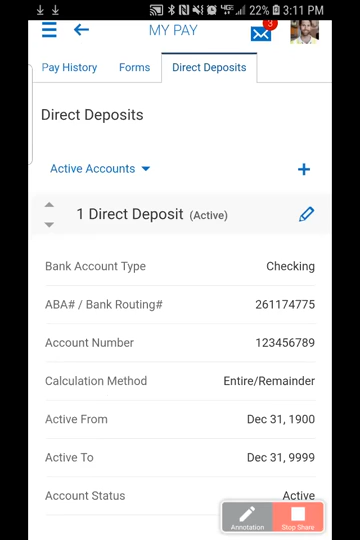 22% 3:11 PM
MY PAY
3
Pay History Forms Direct Deposits
Direct Deposits
Active Accounts
1 Direct Deposit (Active)
Bank Account Type Checking
ABA# / Bank Routing# 261174775
Account Number 123456789
Calculation Method Entire/Remainder
Active From Dec 31, 1900
Active To Dec 31, 9999
Account Status Active
Annotation Stop Share